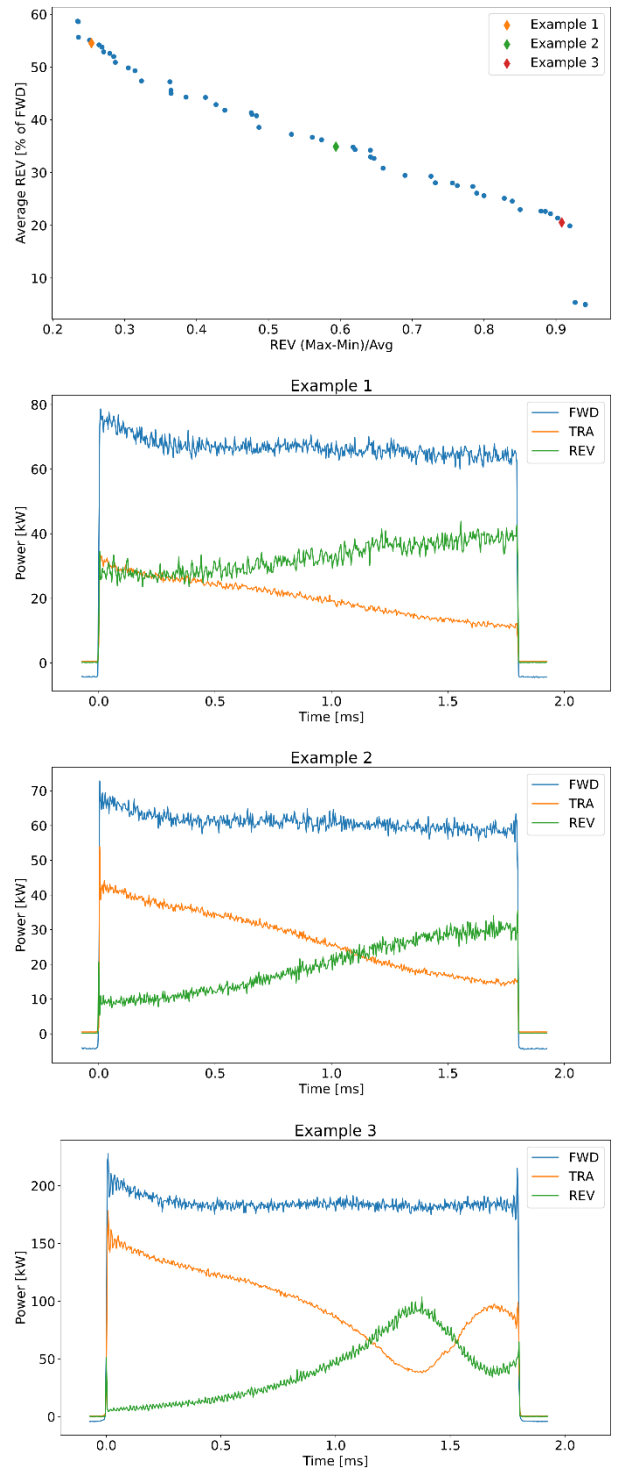 60
50
40
30
20
10
Average REV [% of FWD]
Example 1
Example 2
Example 3
0.2 0.3 0.4 0.5 0.6 0.7 0.8 0.9
REV (Max-Min)/Avg
Example 1
80
60
40
20
0
Power [kW]
FWD
TRA
REV
0.0 0.5 1.0 1.5 2.0
Time [ms]
Example 2
70
60
50
40
30
20
10
0
Power [kW]
FWD
TRA
REV
0.0 0.5 1.0 1.5 2.0
Time [ms]
Example 3
200
150
100
50
0
Power [kW]
FWD
TRA
REV
0.0 0.5 1.0 1.5 2.0
Time [ms]